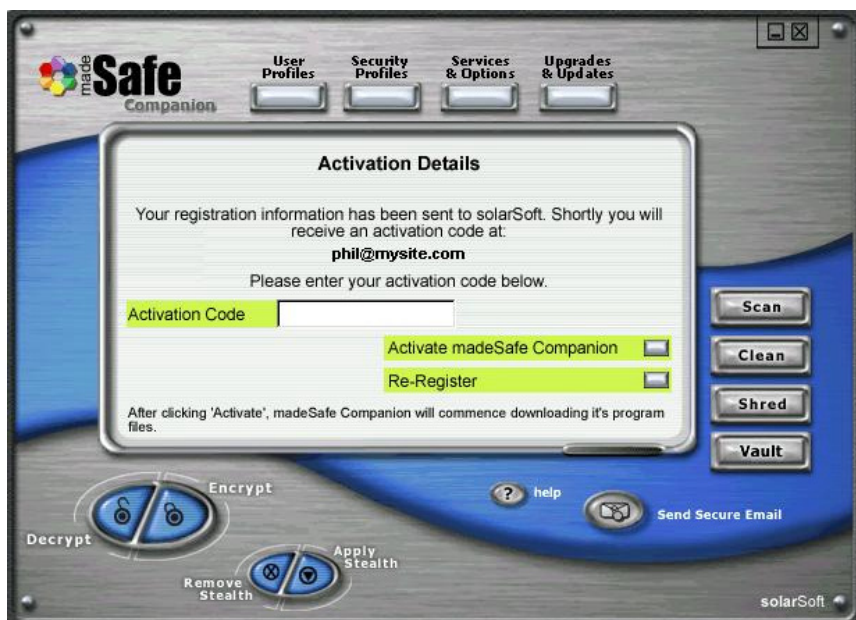 made
Safe
Companion
User
Profiles
Security
Profiles
Services
& Options
Upgrades
& Updates
Activation Details
Your registration information has been sent to solarSoft. Shortly you will
receive an activation code at:
phil@mysite.com
Please enter your activation code below.
Activation Code
Activate madeSafe Companion
Re-Register
After clicking 'Activate', madeSafe Companion will commence downloading it's program
files.
Scan
Clean
Shred
Vault
Encrypt
Decrypt
? help
Send Secure Email
Apply
Stealth
Remove
Stealth
solarSoft